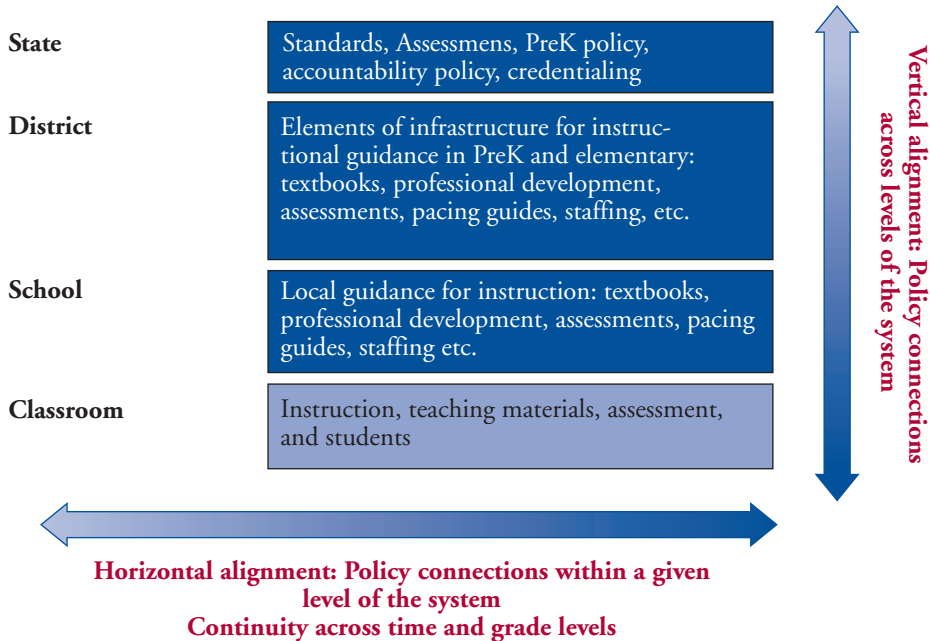 State
Standards, Assessmens, PreK policy,
accountability policy, credentialing
District
Elements of infrastructure for instruc-
tional guidance in PreK and elementary:
textbooks, professional development,
assessments, pacing guides, staffing, etc.
School
Local guidance for instruction: textbooks,
professional development, assessments, pacing
guides, staffing etc.
Classroom
Instruction, teaching materials, assessment,
and students
Vertical alignment: Policy connections
across levels of the system
Horizontal alignment: Policy connections within a given
level of the system
Continuity across time and grade levels